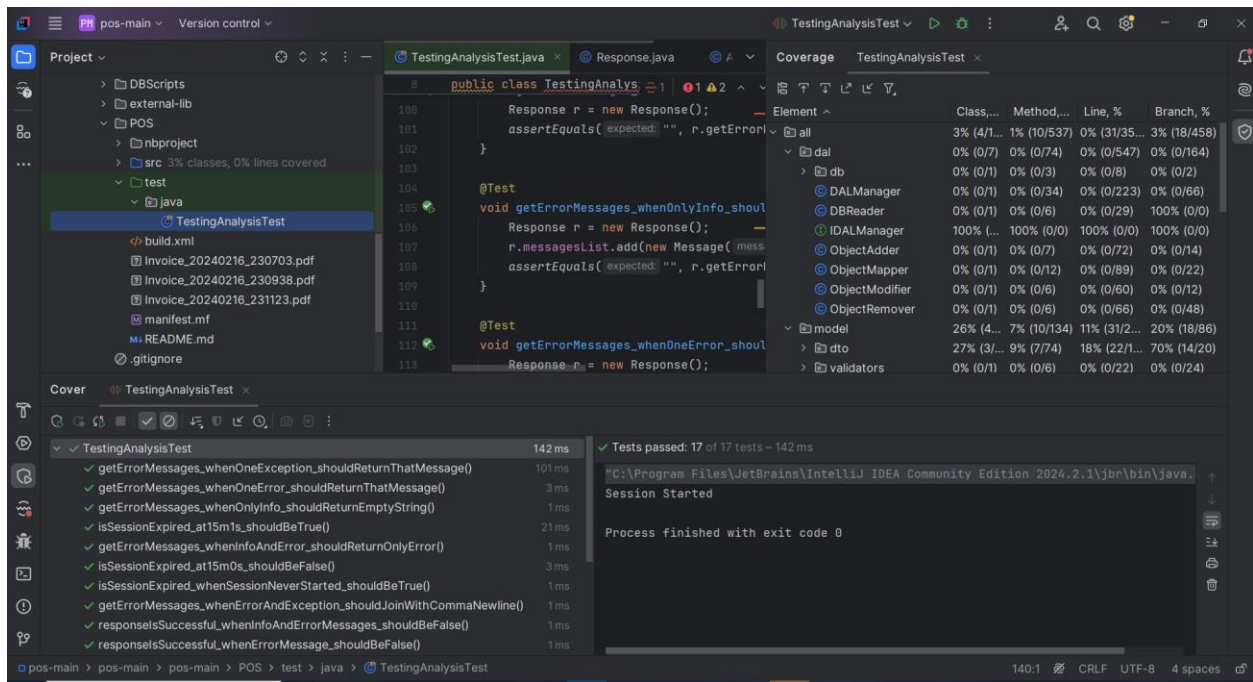 PM pos-main Version control TestingAnalysisTest
Project
DBScripts
external-lib
POS
nbproject
src 3% classes, 0% lines covered
test
java
TestingAnalysisTest
build.xml
Invoice_20240216_230703.pdf
Invoice_20240216_230938.pdf
Invoice_20240216_231123.pdf
manifest.mf
README.md
.gitignore
TestingAnalysisTest.java Response.java
8 public class TestingAnalys 1 1 2
100 Response r = new Response();
101 assertEquals( expected: "", r.getErrorM
102 }
103
104 @Test
105 void getErrorMessages_whenOnlyInfo_shoul
106 Response r = new Response();
107 r.messagesList.add(new Message( mess
108 assertEquals( expected: "", r.getErrorM
109 }
110
111 @Test
112 void getErrorMessages_whenOneError_shoul
113 Response r = new Response();
Coverage TestingAnalysisTest
Element Class,... Method,... Line, % Branch, %
all 3% (4/1... 1% (10/537) 0% (31/35... 3% (18/458)
dal 0% (0/7) 0% (0/74) 0% (0/547) 0% (0/164)
db 0% (0/1) 0% (0/3) 0% (0/8) 0% (0/2)
DALManager 0% (0/1) 0% (0/34) 0% (0/223) 0% (0/66)
DBReader 0% (0/1) 0% (0/6) 0% (0/29) 100% (0/0)
IDALManager 100% (... 100% (0/0) 100% (0/0) 100% (0/0)
ObjectAdder 0% (0/1) 0% (0/7) 0% (0/72) 0% (0/14)
ObjectMapper 0% (0/1) 0% (0/12) 0% (0/89) 0% (0/22)
ObjectModifier 0% (0/1) 0% (0/6) 0% (0/60) 0% (0/12)
ObjectRemover 0% (0/1) 0% (0/6) 0% (0/66) 0% (0/48)
model 26% (4... 7% (10/134) 11% (31/2... 20% (18/86)
dto 27% (3/... 9% (7/74) 18% (22/1... 70% (14/20)
validators 0% (0/1) 0% (0/6) 0% (0/22) 0% (0/24)
Cover TestingAnalysisTest
TestingAnalysisTest 142 ms
getErrorMessages_whenOneException_shouldReturnThatMessage() 101 ms
getErrorMessages_whenOneError_shouldReturnThatMessage() 3 ms
getErrorMessages_whenOnlyInfo_shouldReturnEmptyString() 1 ms
isSessionExpired_at15m1s_shouldBeTrue() 21 ms
getErrorMessages_whenInfoAndError_shouldReturnOnlyError() 1 ms
isSessionExpired_at15m0s_shouldBeFalse() 3 ms
isSessionExpired_whenSessionNeverStarted_shouldBeTrue() 1 ms
getErrorMessages_whenErrorAndException_shouldJoinWithCommaNewline() 1 ms
responseIsSuccessful_whenInfoAndErrorMessages_shouldBeFalse() 1 ms
responseIsSuccessful_whenErrorMessage_shouldBeFalse() 1 ms
Tests passed: 17 of 17 tests – 142 ms
"C:\Program Files\JetBrains\IntelliJ IDEA Community Edition 2024.2.1\jbr\bin\java.
Session Started
Process finished with exit code 0
pos-main > pos-main > pos-main > POS > test > java > TestingAnalysisTest 140:1 CRLF UTF-8 4 spaces